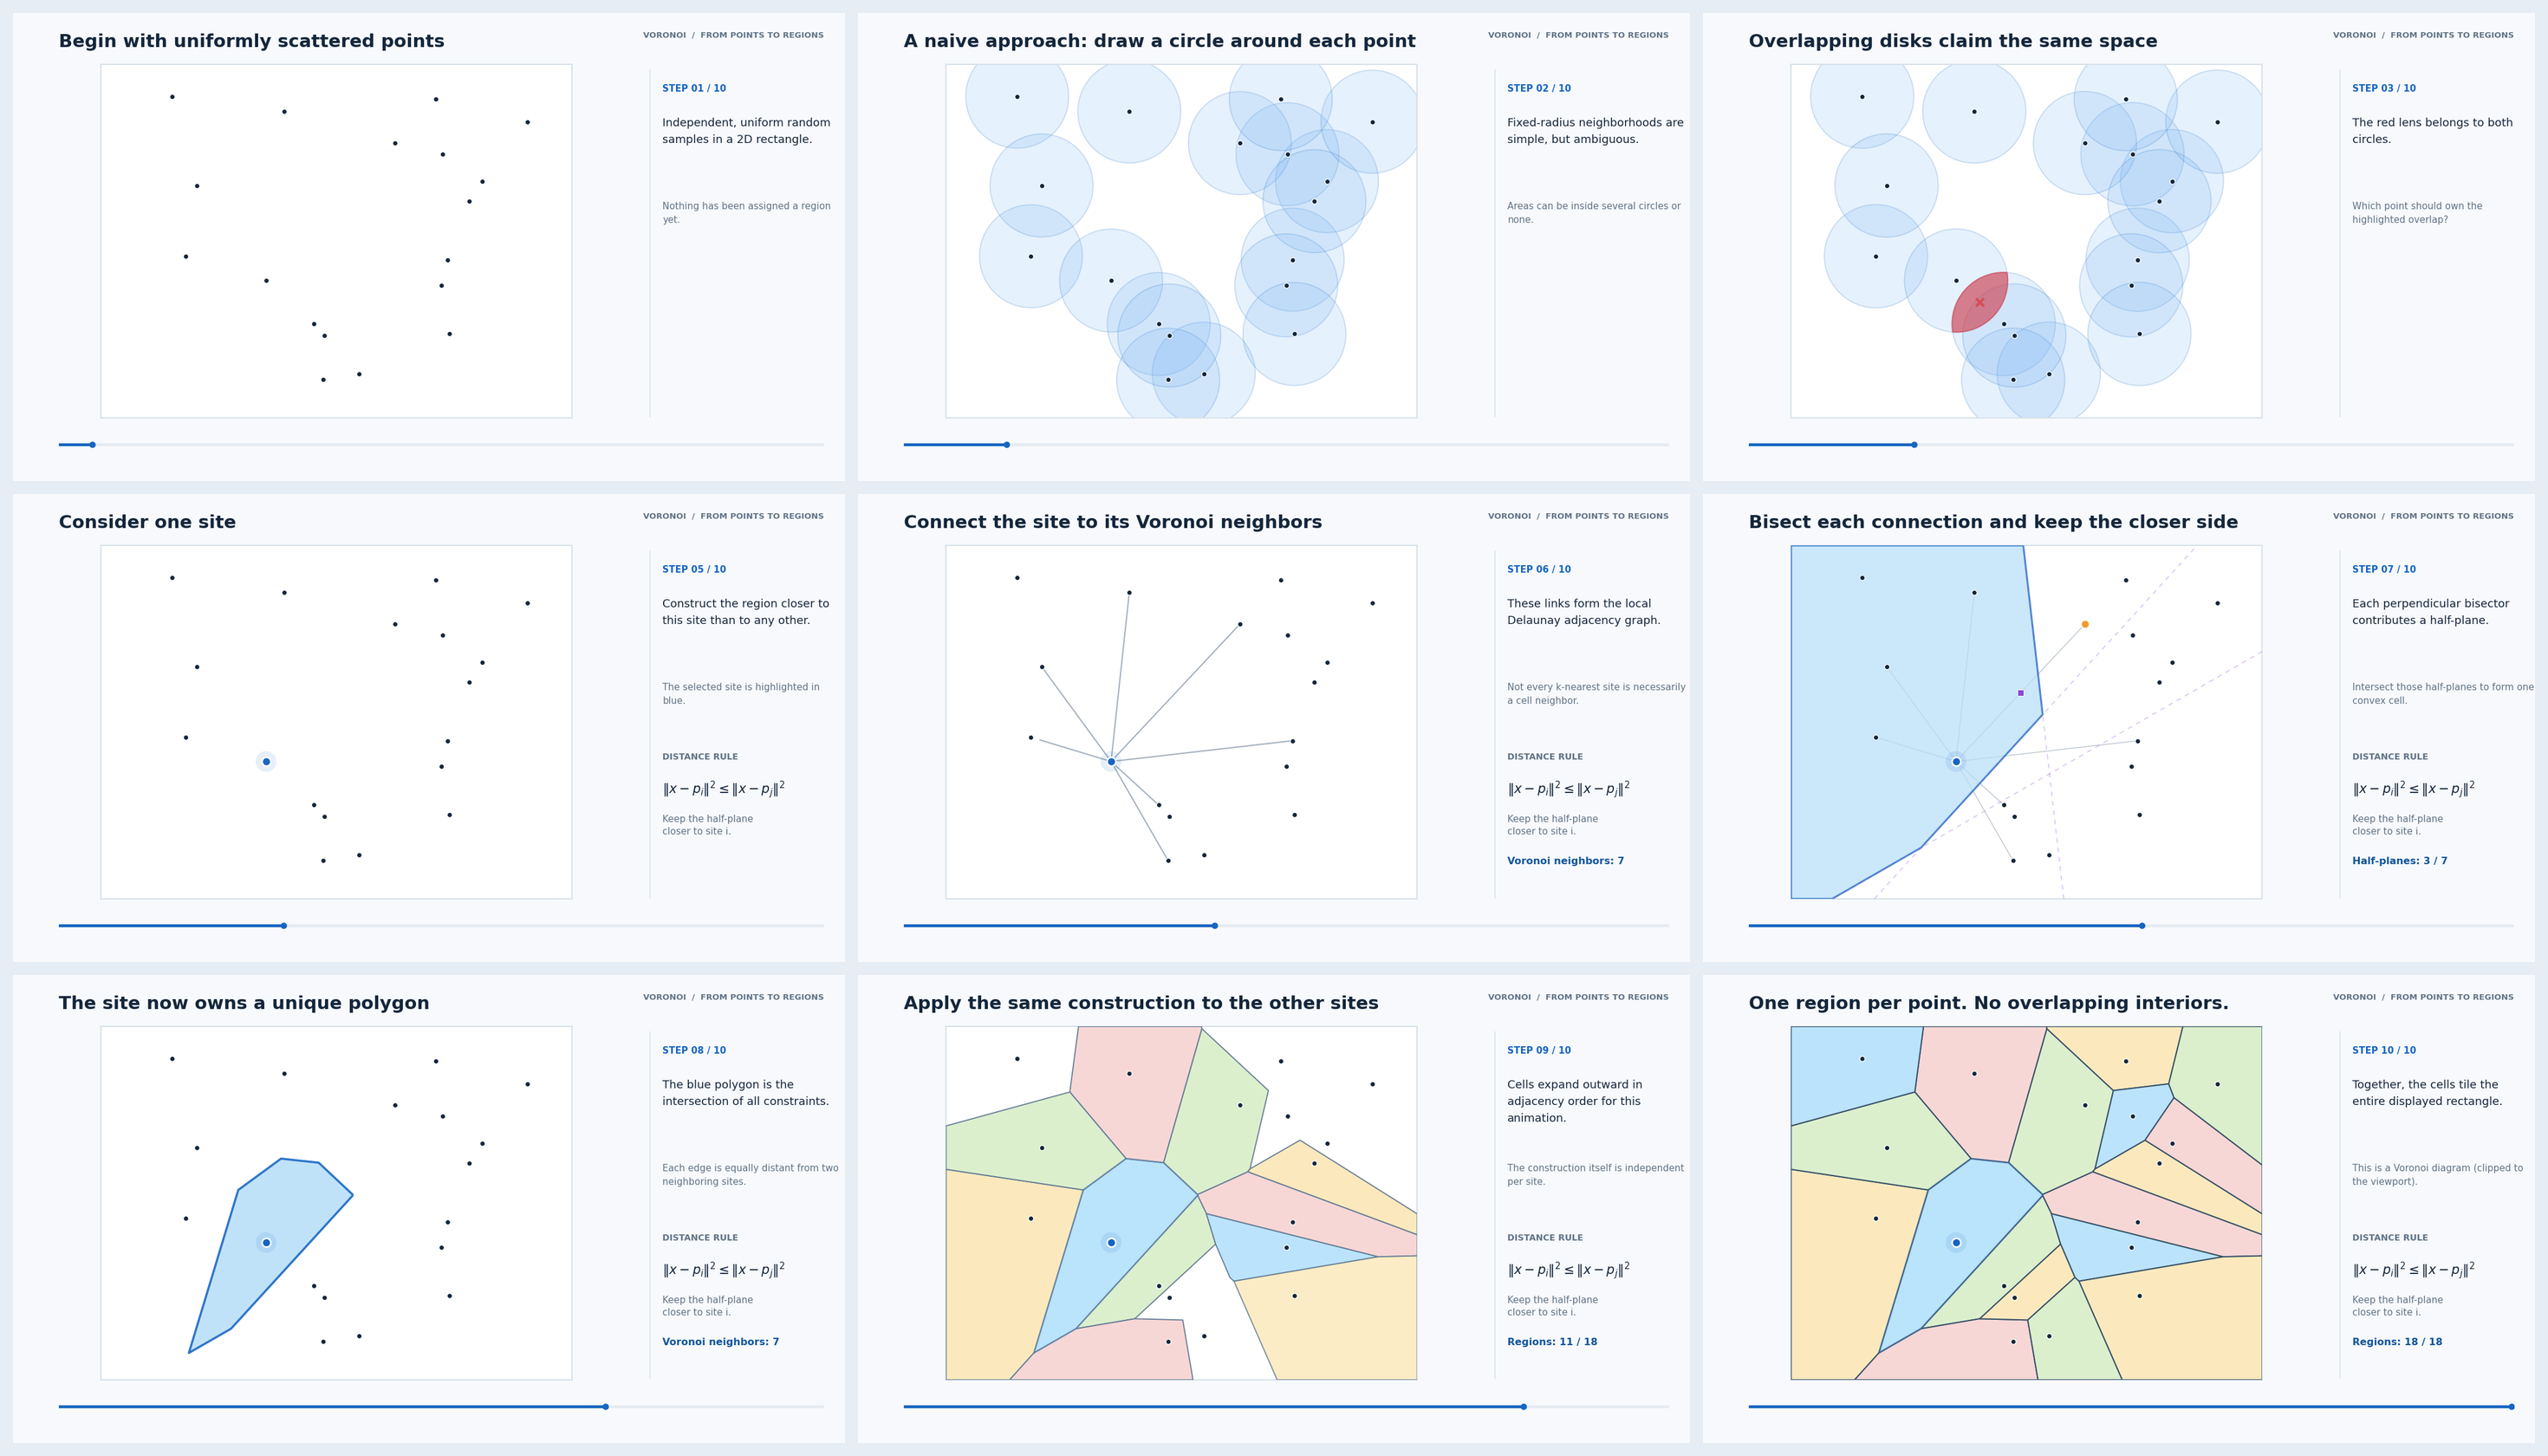 Begin with uniformly scattered points
VORONOI / FROM POINTS TO REGIONS
STEP 01 / 10
Independent, uniform random
samples in a 2D rectangle.
Nothing has been assigned a region
yet.
A naive approach: draw a circle around each point
VORONOI / FROM POINTS TO REGIONS
STEP 02 / 10
Fixed-radius neighborhoods are
simple, but ambiguous.
Areas can be inside several circles or
none.
Overlapping disks claim the same space
VORONOI / FROM POINTS TO REGIONS
STEP 03 / 10
The red lens belongs to both
circles.
Which point should own the
highlighted overlap?
Consider one site
VORONOI / FROM POINTS TO REGIONS
STEP 05 / 10
Construct the region closer to
this site than to any other.
The selected site is highlighted in
blue.
DISTANCE RULE
‖x − p_i‖² ≤ ‖x − p_j‖²
Keep the half-plane
closer to site i.
Connect the site to its Voronoi neighbors
VORONOI / FROM POINTS TO REGIONS
STEP 06 / 10
These links form the local
Delaunay adjacency graph.
Not every k-nearest site is necessarily
a cell neighbor.
DISTANCE RULE
‖x − p_i‖² ≤ ‖x − p_j‖²
Keep the half-plane
closer to site i.
Voronoi neighbors: 7
Bisect each connection and keep the closer side
VORONOI / FROM POINTS TO REGIONS
STEP 07 / 10
Each perpendicular bisector
contributes a half-plane.
Intersect those half-planes to form one
convex cell.
DISTANCE RULE
‖x − p_i‖² ≤ ‖x − p_j‖²
Keep the half-plane
closer to site i.
Half-planes: 3 / 7
The site now owns a unique polygon
VORONOI / FROM POINTS TO REGIONS
STEP 08 / 10
The blue polygon is the
intersection of all constraints.
Each edge is equally distant from two
neighboring sites.
DISTANCE RULE
‖x − p_i‖² ≤ ‖x − p_j‖²
Keep the half-plane
closer to site i.
Voronoi neighbors: 7
Apply the same construction to the other sites
VORONOI / FROM POINTS TO REGIONS
STEP 09 / 10
Cells expand outward in
adjacency order for this
animation.
The construction itself is independent
per site.
DISTANCE RULE
‖x − p_i‖² ≤ ‖x − p_j‖²
Keep the half-plane
closer to site i.
Regions: 11 / 18
One region per point. No overlapping interiors.
VORONOI / FROM POINTS TO REGIONS
STEP 10 / 10
Together, the cells tile the
entire displayed rectangle.
This is a Voronoi diagram (clipped to
the viewport).
DISTANCE RULE
‖x − p_i‖² ≤ ‖x − p_j‖²
Keep the half-plane
closer to site i.
Regions: 18 / 18